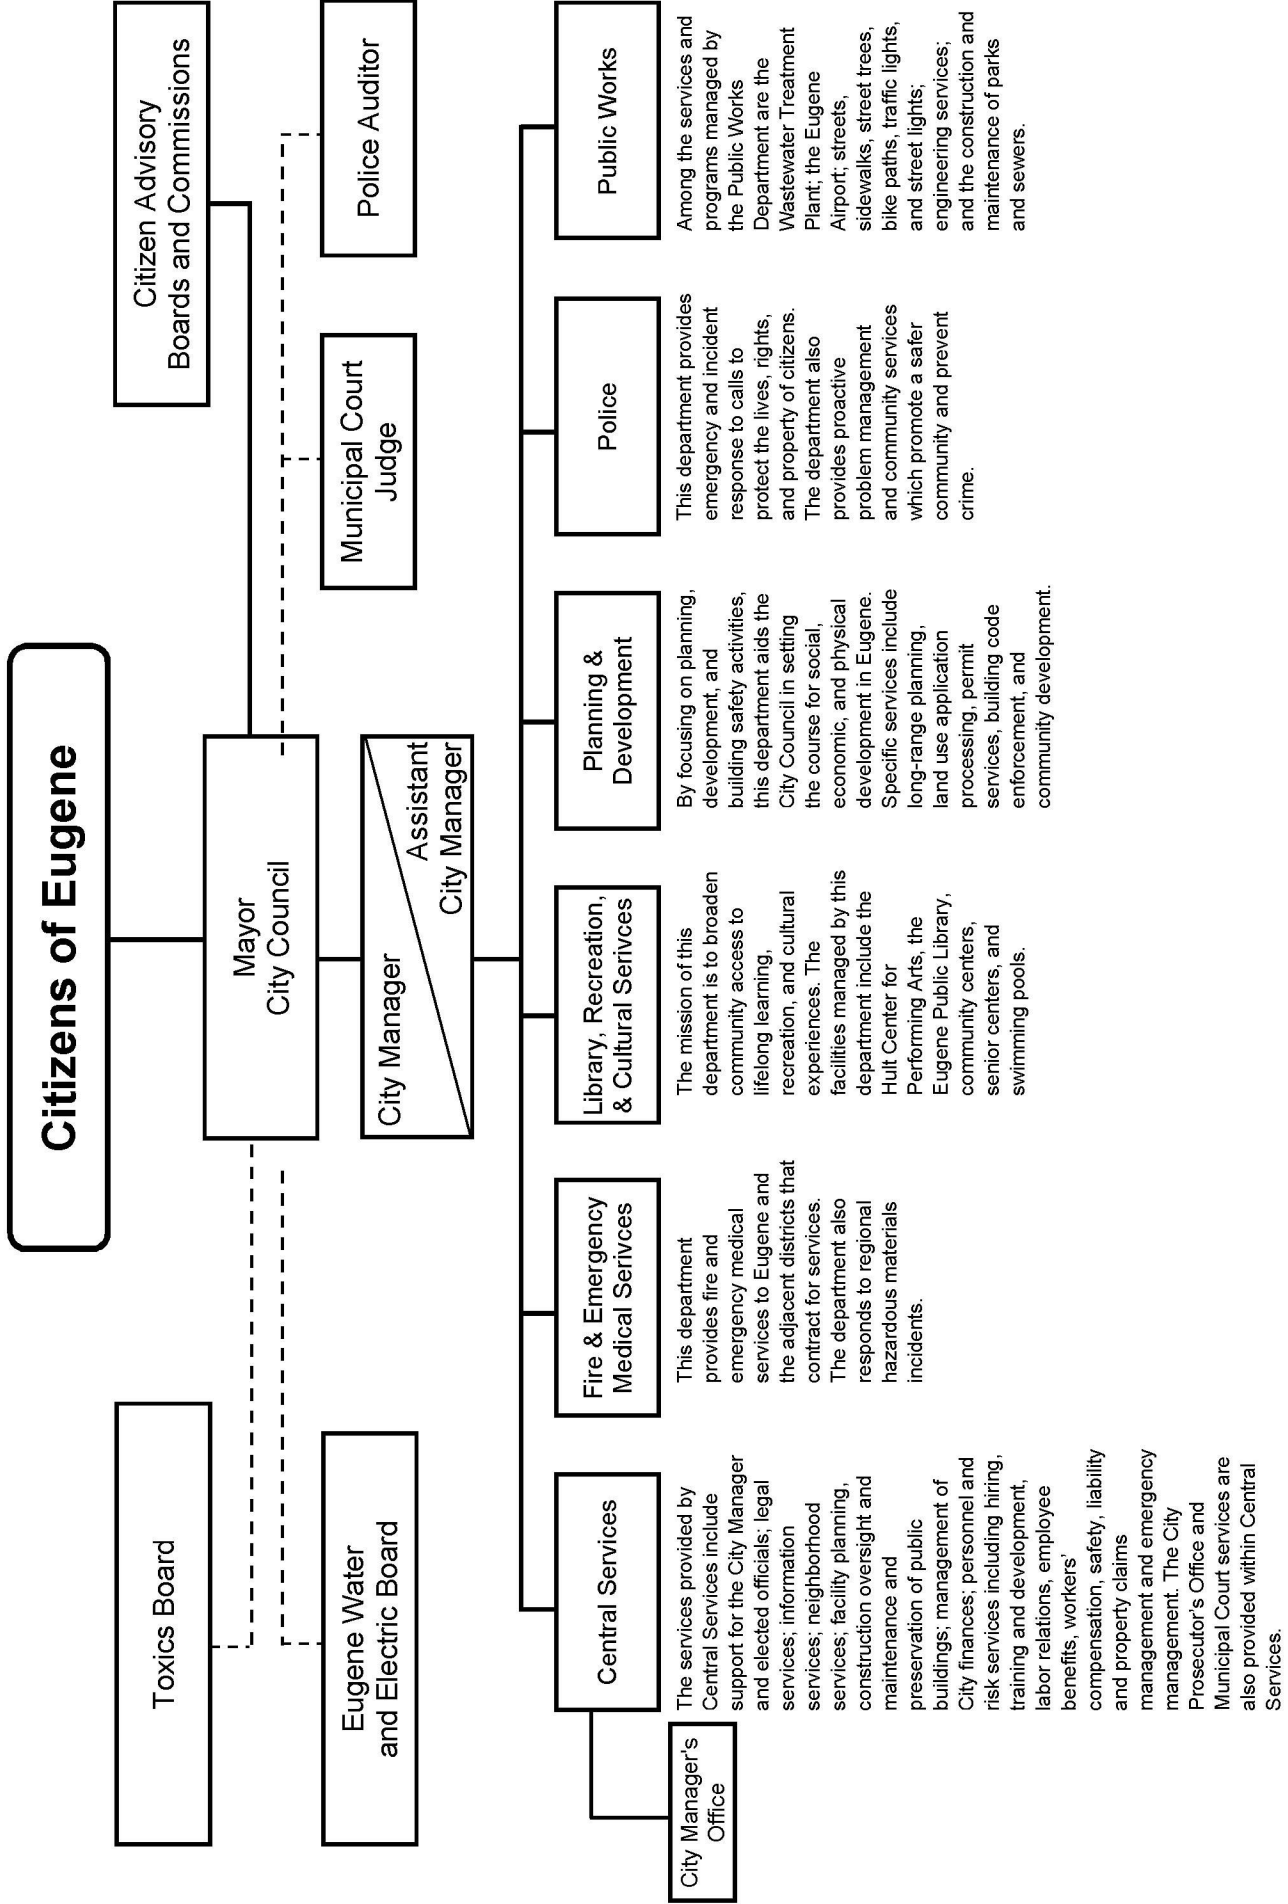 Citizens of Eugene
Toxics Board
Citizen Advisory
Boards and Commissions
Mayor
City Council
Eugene Water
and Electric Board
Municipal Court
Judge
Police Auditor
City Manager
Assistant
City Manager
Central Services
Fire & Emergency
Medical Serivces
Library, Recreation,
& Cultural Serivces
Planning &
Development
Police
Public Works
City Manager's
Office
The services provided by
Central Services include
support for the City Manager
and elected officials; legal
services; information
services; neighborhood
services; facility planning,
construction oversight and
maintenance and
preservation of public
buildings; management of
City finances; personnel and
risk services including hiring,
training and development,
labor relations, employee
benefits, workers'
compensation, safety, liability
and property claims
management and emergency
management. The City
Prosecutor's Office and
Municipal Court services are
also provided within Central
Services.
This department
provides fire and
emergency medical
services to Eugene and
the adjacent districts that
contract for services.
The department also
responds to regional
hazardous materials
incidents.
The mission of this
department is to broaden
community access to
lifelong learning,
recreation, and cultural
experiences. The
facilities managed by this
department include the
Hult Center for
Performing Arts, the
Eugene Public Library,
community centers,
senior centers, and
swimming pools.
By focusing on planning,
development, and
building safety activities,
this department aids the
City Council in setting
the course for social,
economic, and physical
development in Eugene.
Specific services include
long-range planning,
land use application
processing, permit
services, building code
enforcement, and
community development.
This department provides
emergency and incident
response to calls to
protect the lives, rights,
and property of citizens.
The department also
provides proactive
problem management
and community services
which promote a safer
community and prevent
crime.
Among the services and
programs managed by
the Public Works
Department are the
Wastewater Treatment
Plant; the Eugene
Airport; streets,
sidewalks, street trees,
bike paths, traffic lights,
and street lights;
engineering services;
and the construction and
maintenance of parks
and sewers.